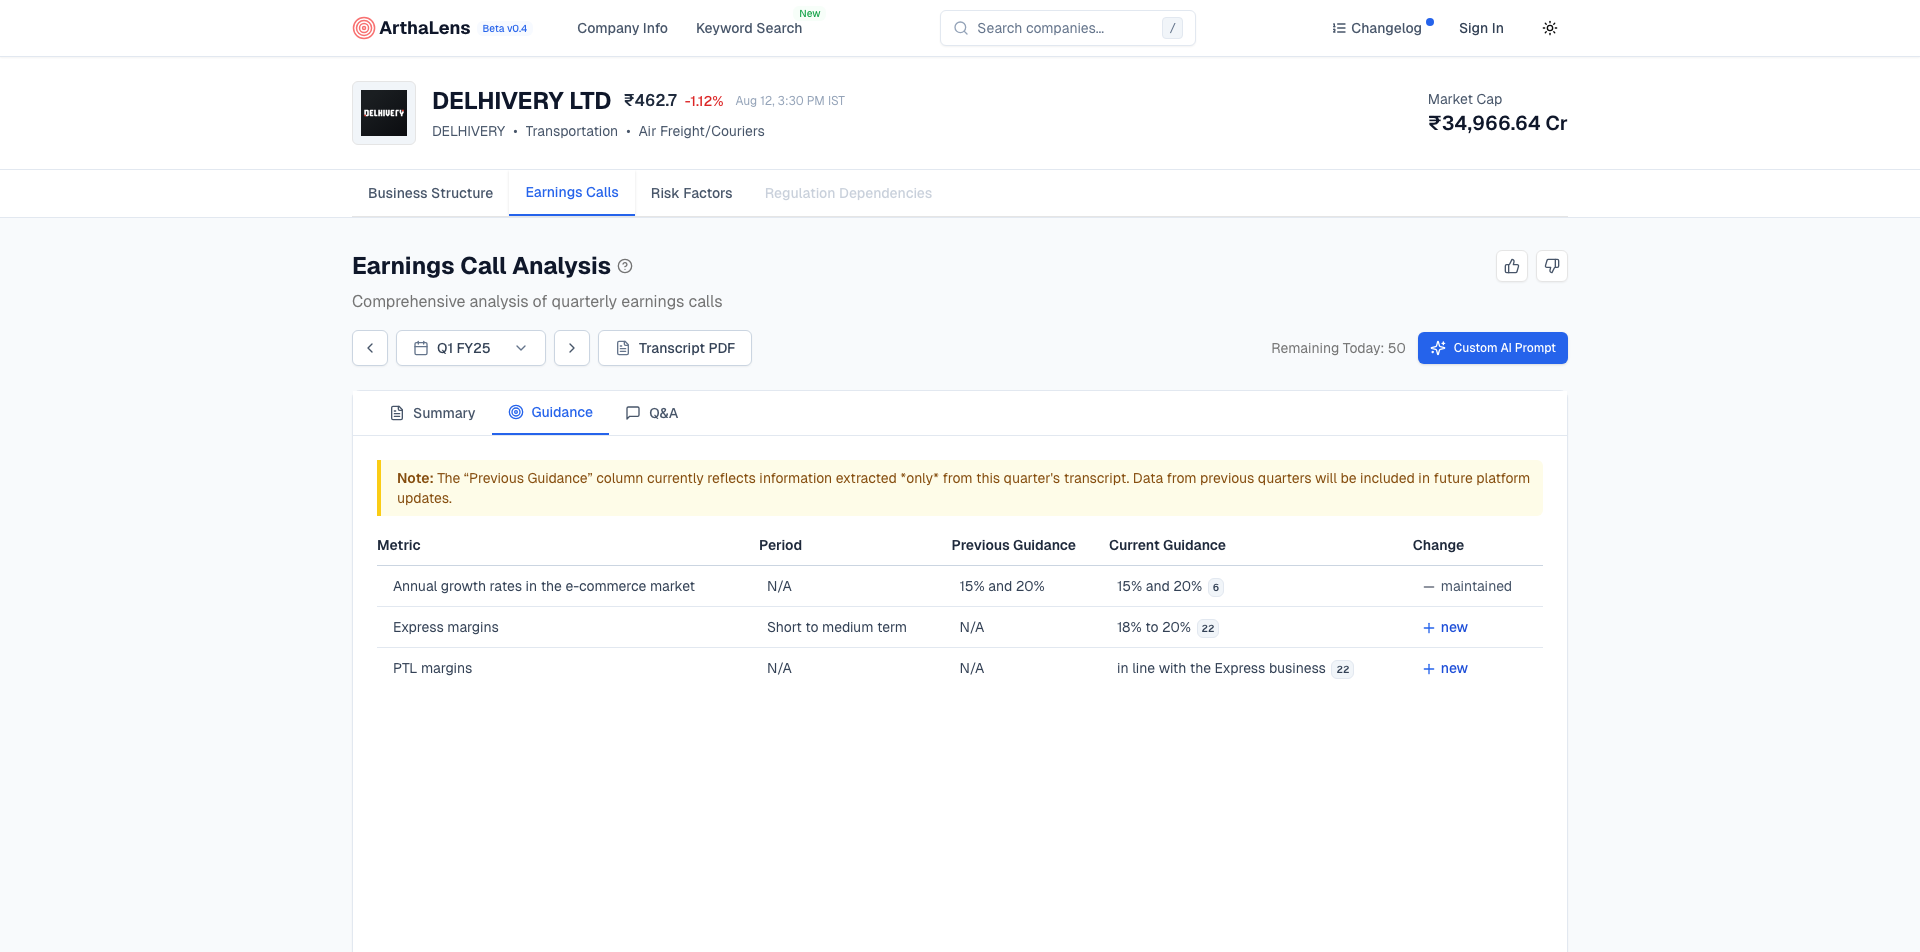 ArthaLens Beta v0.4 Company Info Keyword Search New Search companies... / Changelog Sign In
DELHIVERY
DELHIVERY LTD ₹462.7 -1.12% Aug 12, 3:30 PM IST
DELHIVERY • Transportation • Air Freight/Couriers
Market Cap
₹34,966.64 Cr
Business Structure Earnings Calls Risk Factors Regulation Dependencies
Earnings Call Analysis
Comprehensive analysis of quarterly earnings calls
Q1 FY25 Transcript PDF Remaining Today: 50 Custom AI Prompt
Summary Guidance Q&A
Note: The “Previous Guidance” column currently reflects information extracted *only* from this quarter's transcript. Data from previous quarters will be included in future platform
updates.
Metric Period Previous Guidance Current Guidance Change
Annual growth rates in the e-commerce market N/A 15% and 20% 15% and 20% 6 — maintained
Express margins Short to medium term N/A 18% to 20% 22 + new
PTL margins N/A N/A in line with the Express business 22 + new